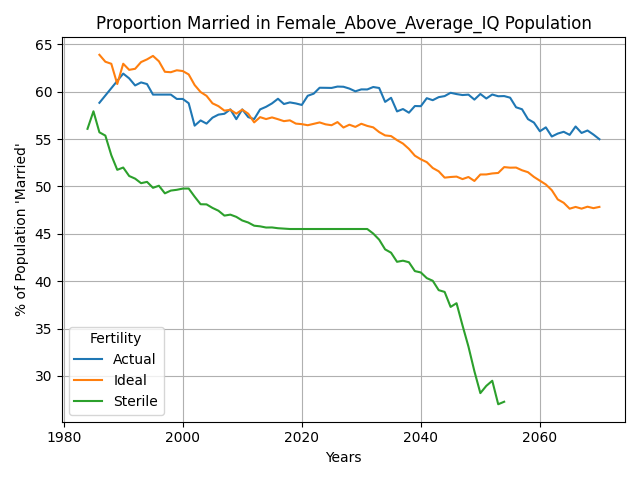 Proportion Married in Female_Above_Average_IQ Population
% of Population 'Married'
65
60
55
50
45
40
35
30
Fertility
Actual
Ideal
Sterile
1980 2000 2020 2040 2060
Years